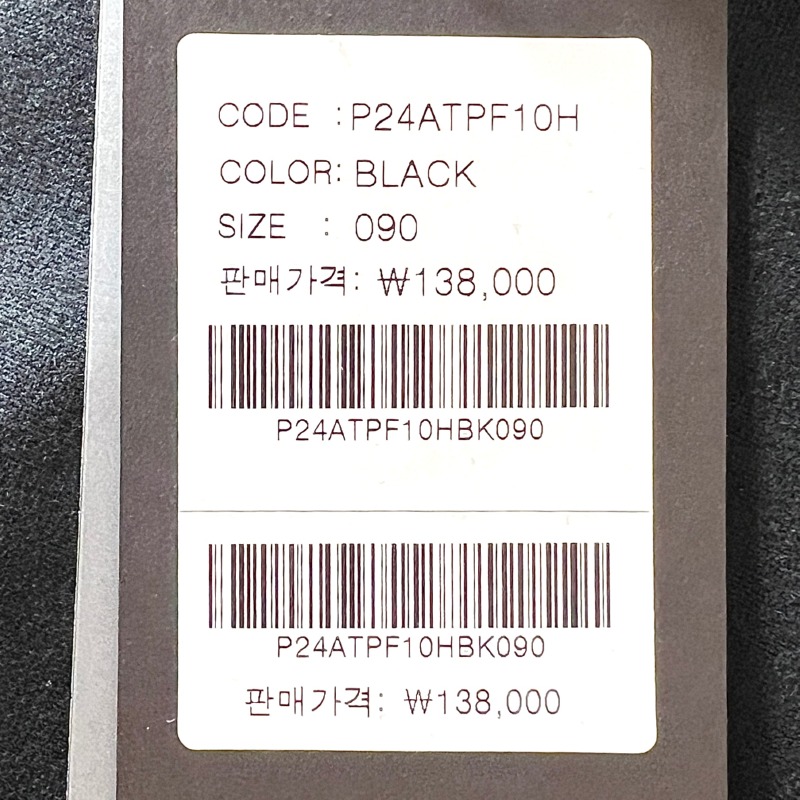 CODE :P24ATPF10H
COLOR: BLACK
SIZE : 090
판매가격: ₩138,000
P24ATPF10HBK090
P24ATPF10HBK090
판매가격: ₩138,000